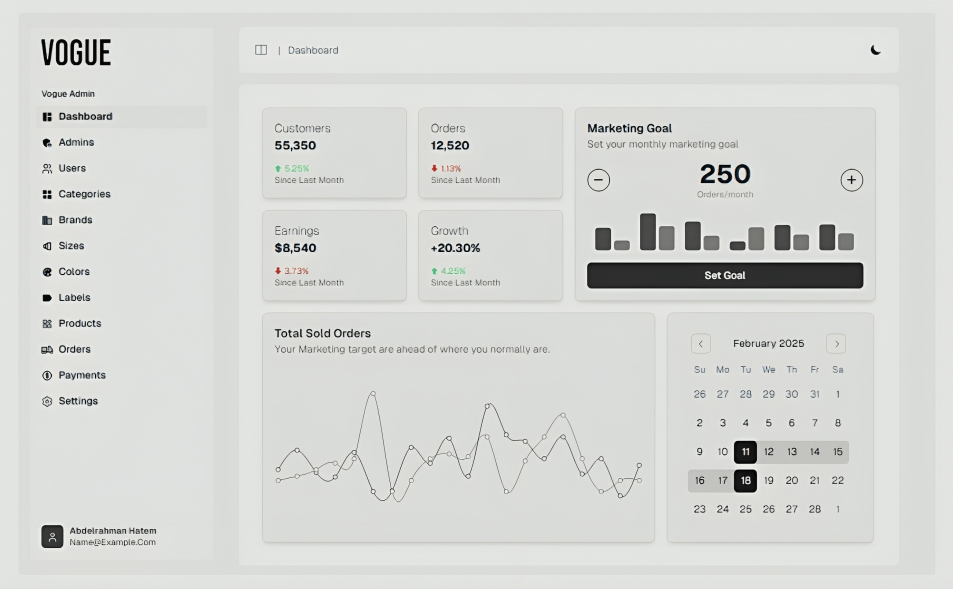 VOGUE
Vogue Admin
Dashboard
Admins
Users
Categories
Brands
Sizes
Colors
Labels
Products
Orders
Payments
Settings
Abdelrahman Hatem
Name@Example.Com
| Dashboard
Customers
55,350
5.25%
Since Last Month
Orders
12,520
1.13%
Since Last Month
Earnings
$8,540
3.73%
Since Last Month
Growth
+20.30%
4.25%
Since Last Month
Marketing Goal
Set your monthly marketing goal
250
Orders/month
Set Goal
Total Sold Orders
Your Marketing target are ahead of where you normally are.
February 2025
Su Mo Tu We Th Fr Sa
26 27 28 29 30 31 1
2 3 4 5 6 7 8
9 10 11 12 13 14 15
16 17 18 19 20 21 22
23 24 25 26 27 28 1